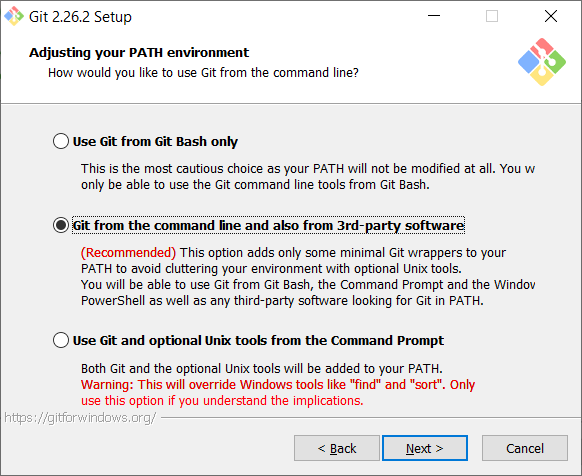 Git 2.26.2 Setup
Adjusting your PATH environment
How would you like to use Git from the command line?
Use Git from Git Bash only
This is the most cautious choice as your PATH will not be modified at all. You w
only be able to use the Git command line tools from Git Bash.
Git from the command line and also from 3rd-party software
(Recommended) This option adds only some minimal Git wrappers to your
PATH to avoid cluttering your environment with optional Unix tools.
You will be able to use Git from Git Bash, the Command Prompt and the Window
PowerShell as well as any third-party software looking for Git in PATH.
Use Git and optional Unix tools from the Command Prompt
Both Git and the optional Unix tools will be added to your PATH.
Warning: This will override Windows tools like "find" and "sort". Only
use this option if you understand the implications.
https://gitforwindows.org/
< Back Next > Cancel